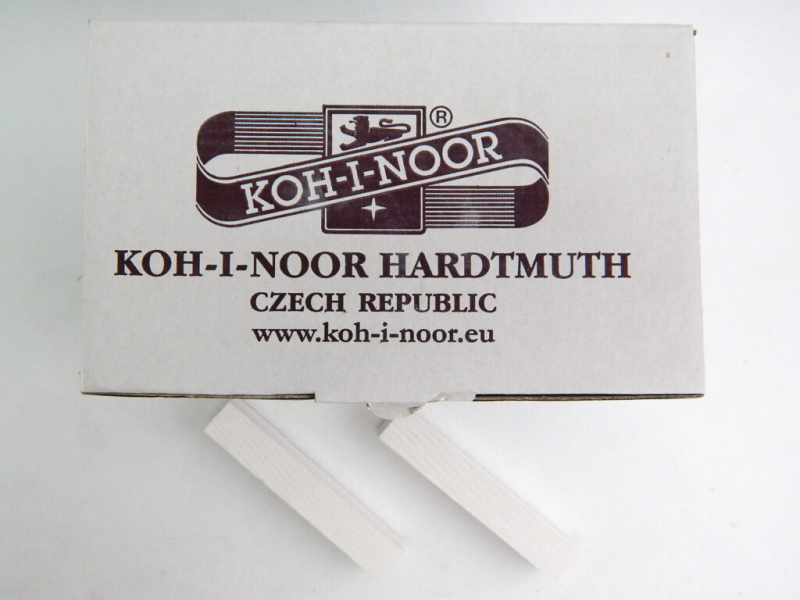 ®
KOH-I-NOOR
KOH-I-NOOR HARDTMUTH
CZECH REPUBLIC
www.koh-i-noor.eu